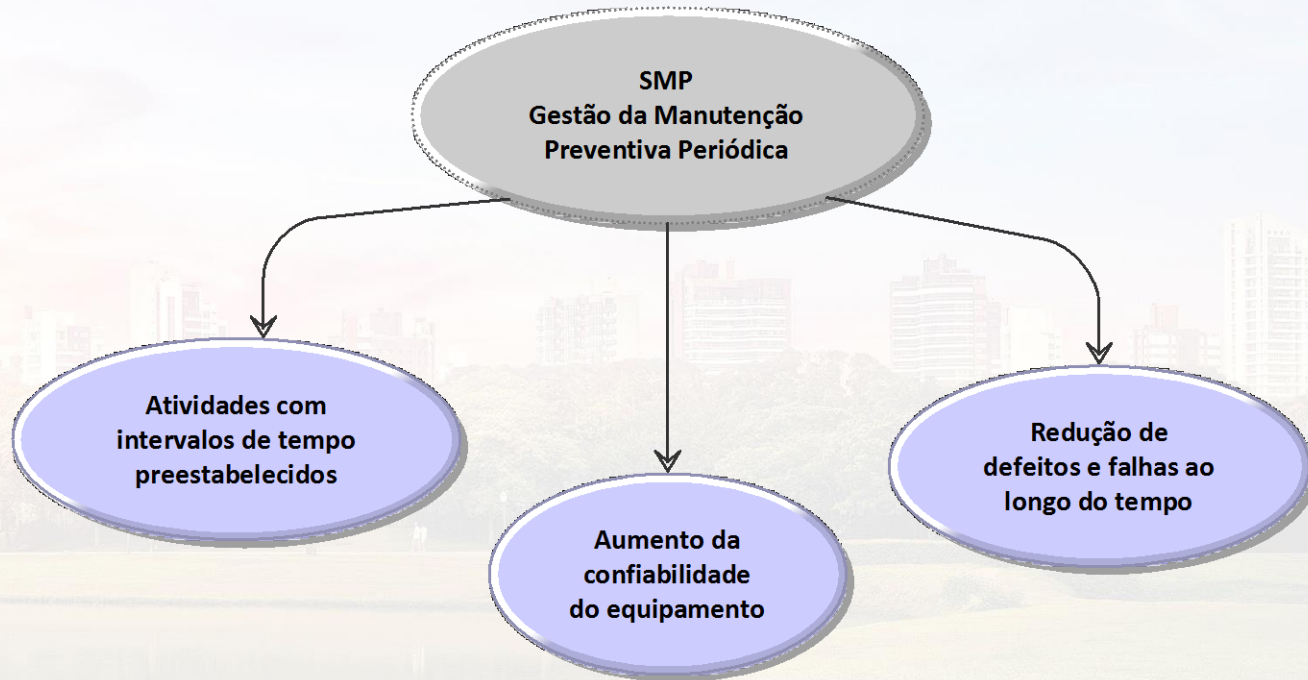 SMP
Gestão da Manutenção
Preventiva Periódica
Atividades com
intervalos de tempo
preestabelecidos
Aumento da
confiabilidade
do equipamento
Redução de
defeitos e falhas ao
longo do tempo